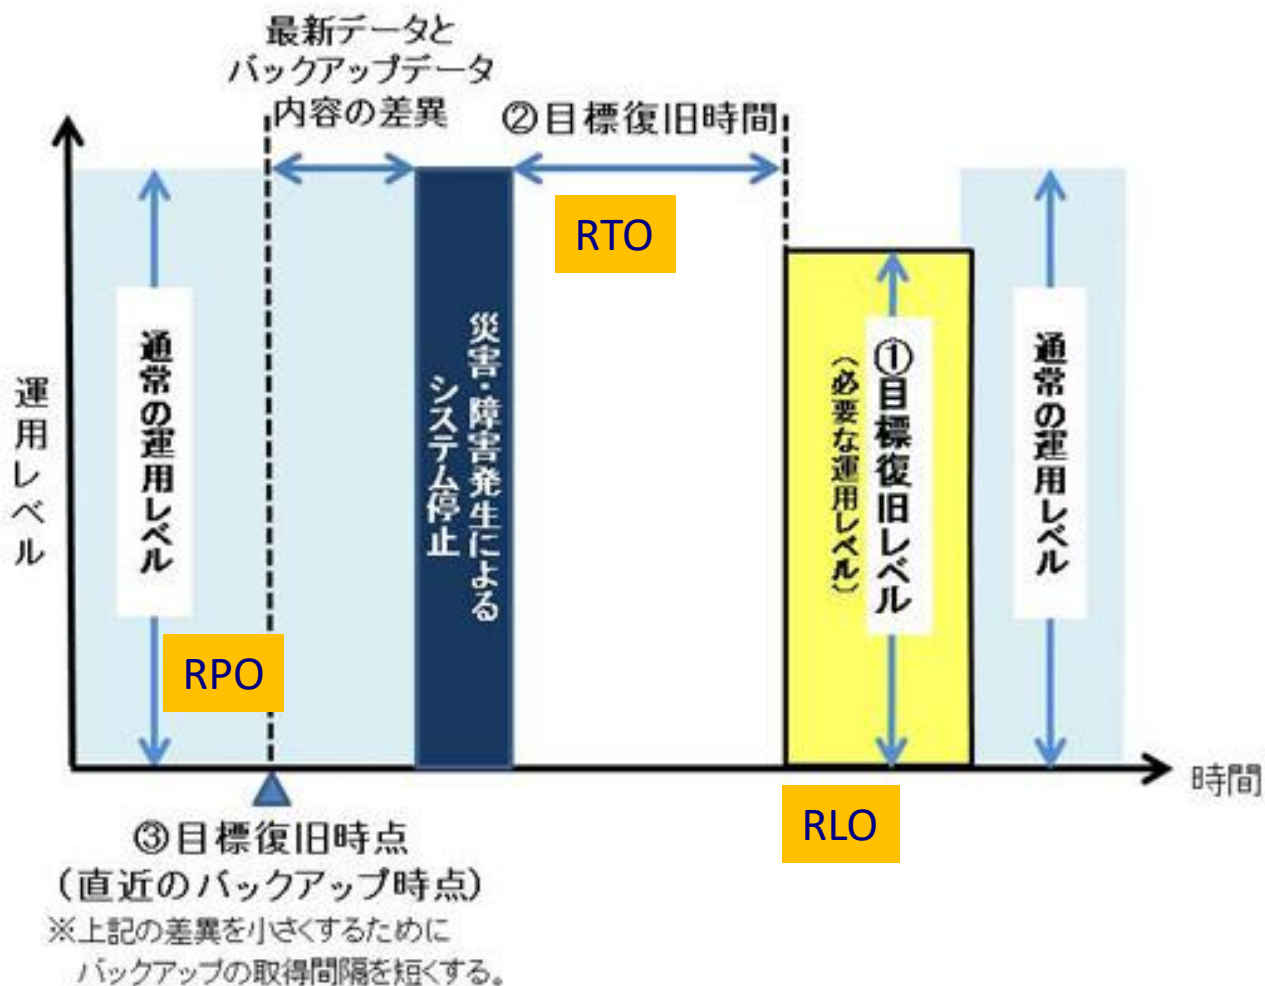 最新データと
バックアップデータ
内容の差異
②目標復旧時間
RTO
運用レベル
通常の運用レベル
災害・障害発生による
システム停止
①目標復旧レベル
（必要な運用レベル）
通常の運用レベル
RPO
RLO
時間
③目標復旧時点
（直近のバックアップ時点）
※上記の差異を小さくするために
バックアップの取得間隔を短くする。